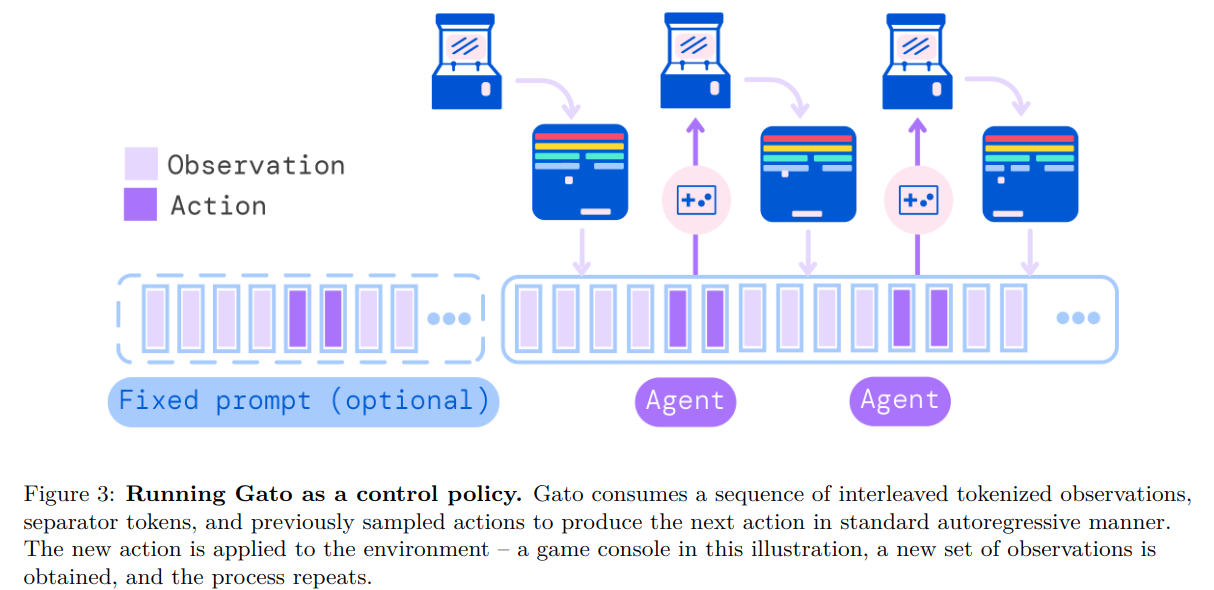 Observation
Action
Fixed prompt (optional)
Agent
Agent
Figure 3: Running Gato as a control policy. Gato consumes a sequence of interleaved tokenized observations,
separator tokens, and previously sampled actions to produce the next action in standard autoregressive manner.
The new action is applied to the environment – a game console in this illustration, a new set of observations is
obtained, and the process repeats.